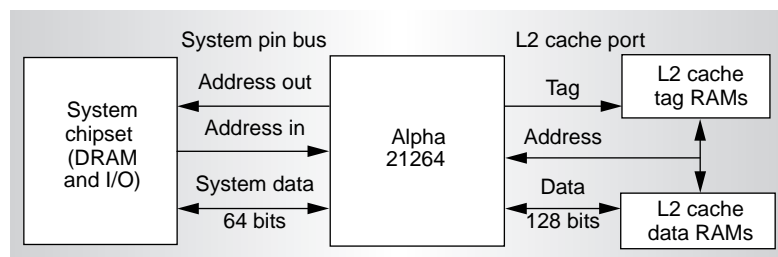 System pin bus
L2 cache port
System
chipset
(DRAM
and I/O)
Address out
Address in
System data
64 bits
Alpha
21264
Tag
Address
Data
128 bits
L2 cache
tag RAMs
L2 cache
data RAMs